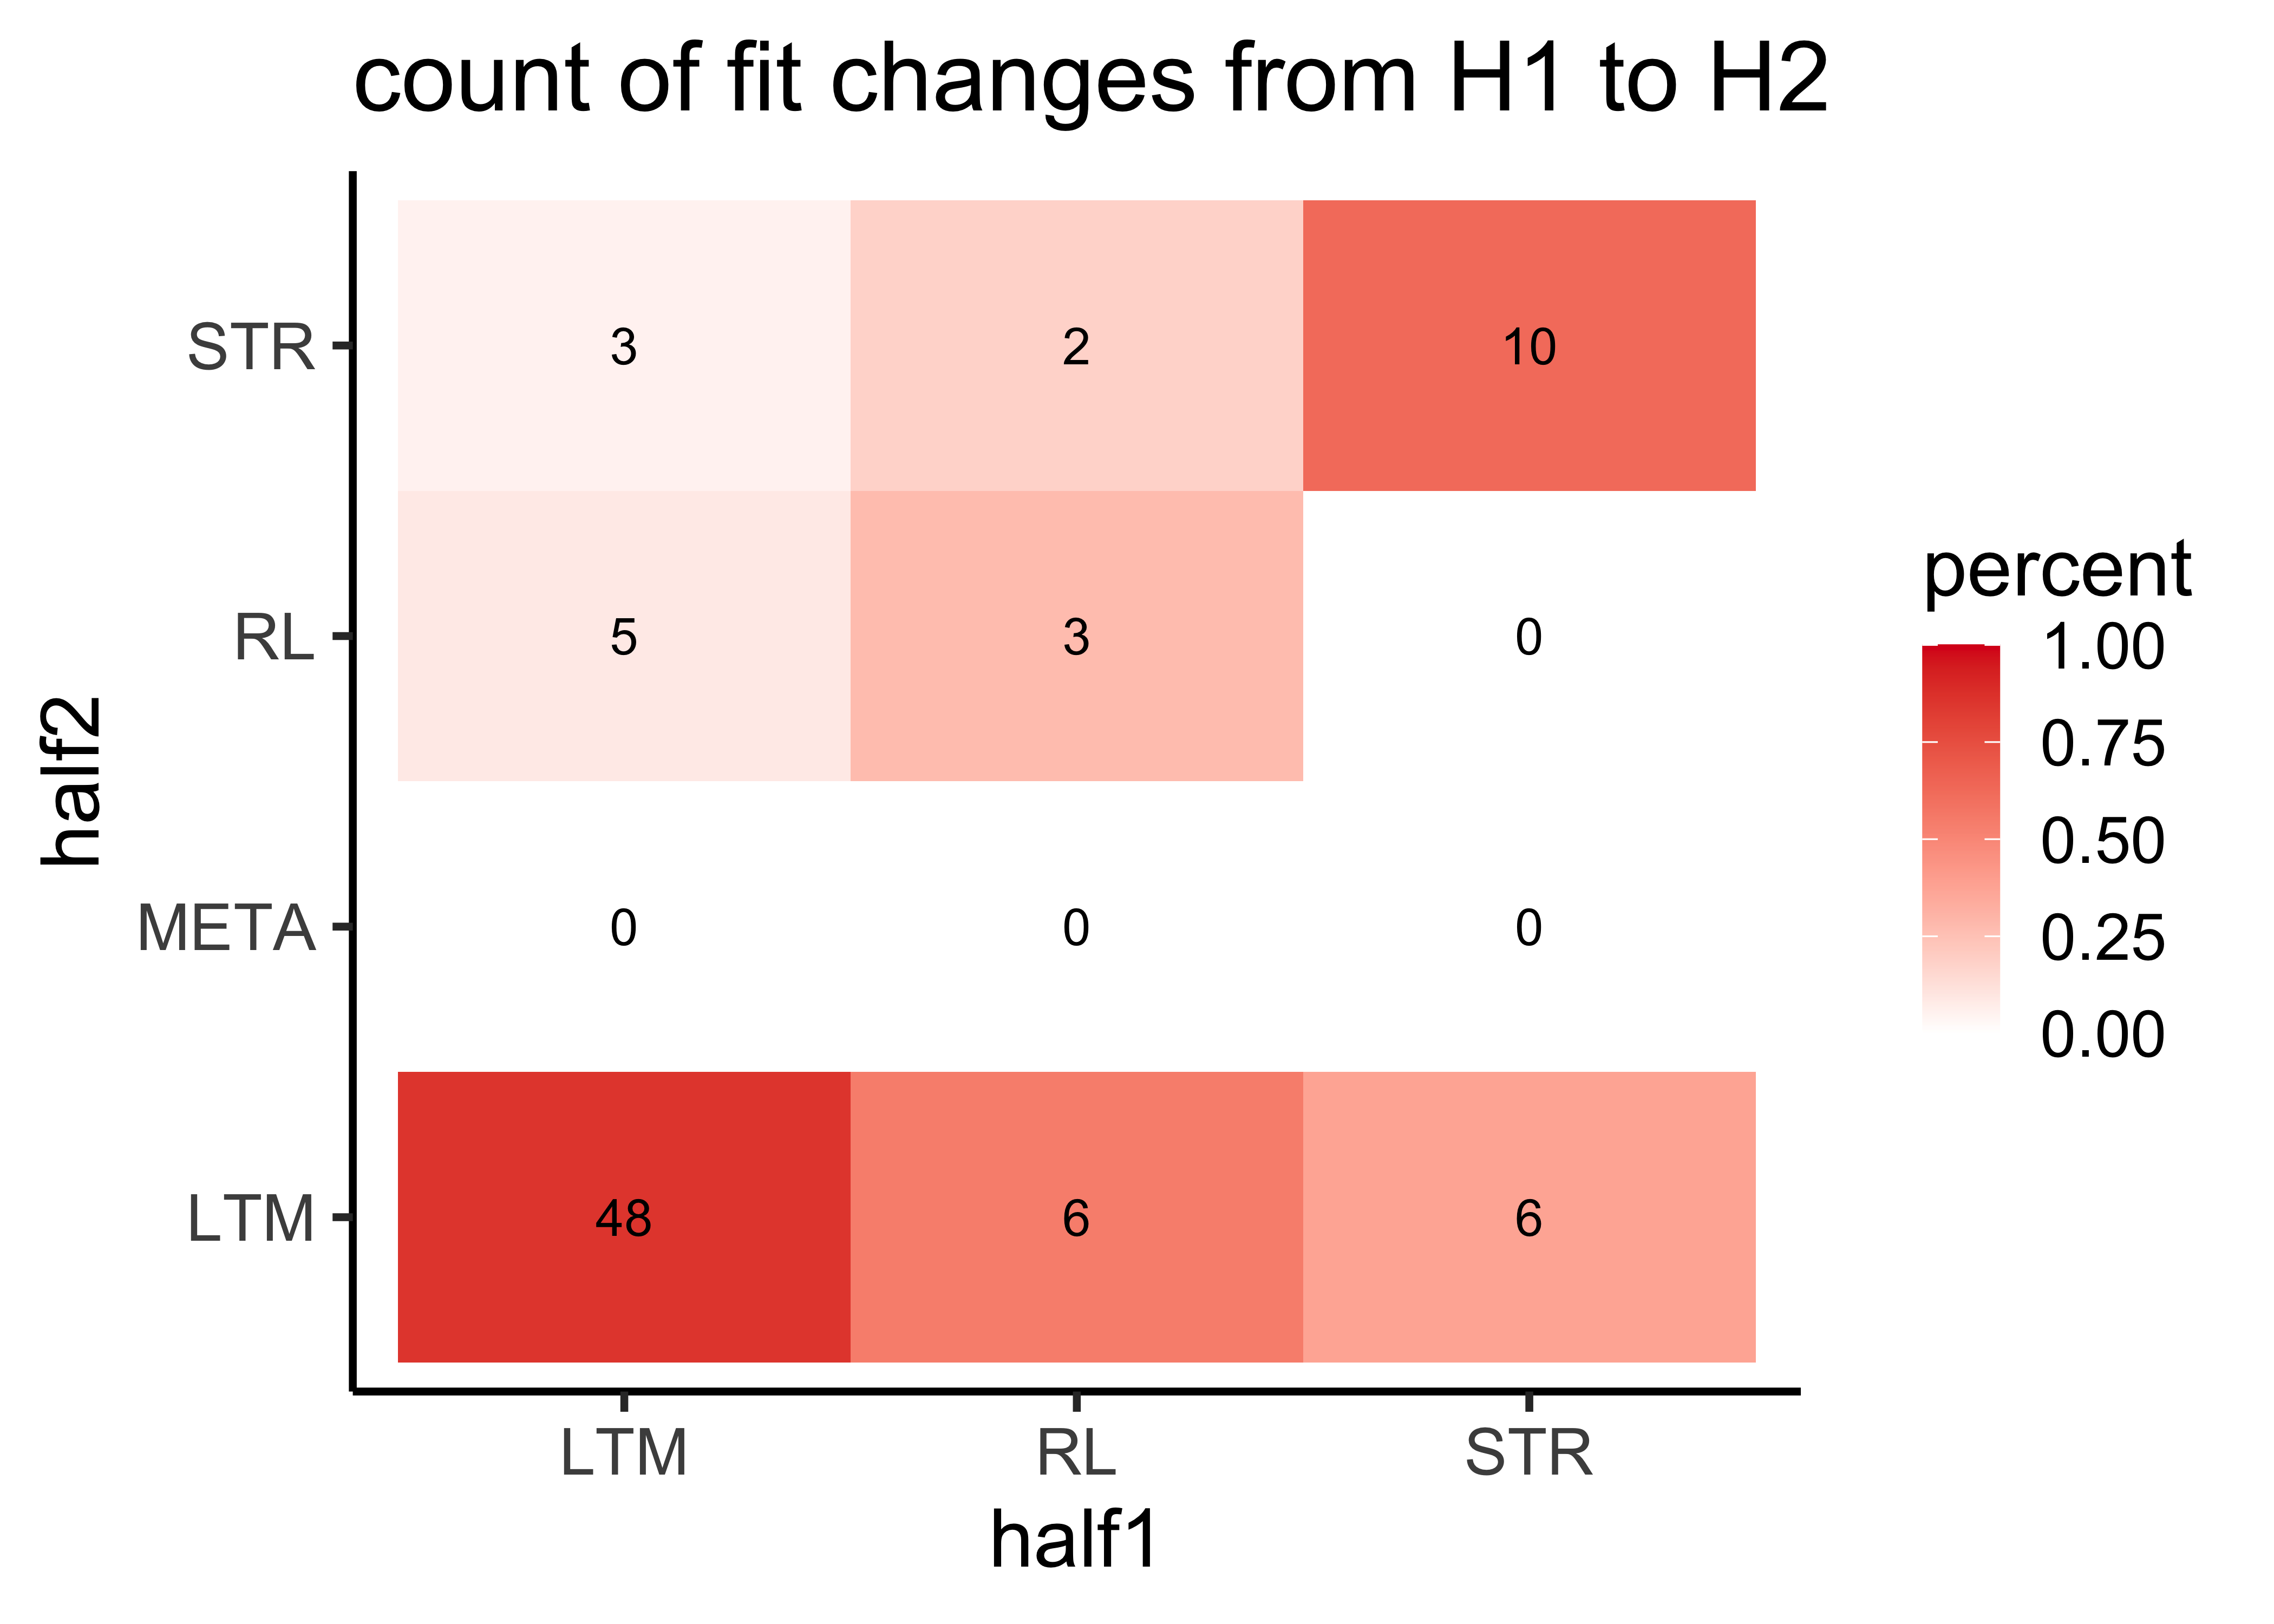 count of fit changes from H1 to H2
half2
STR
3
2
10
RL
5
3
0
META
0
0
0
LTM
48
6
6
LTM
RL
STR
half1
percent
1.00
0.75
0.50
0.25
0.00